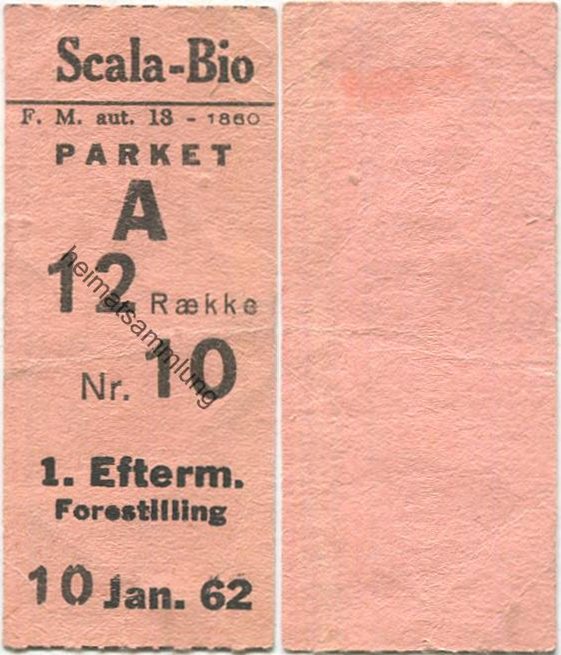 Scala-Bio
F. M. aut. 13 - 1860
PARKET
A
12 Række
Nr. 10
1. Efterm.
Forestilling
10 Jan. 62
heimatsammlung